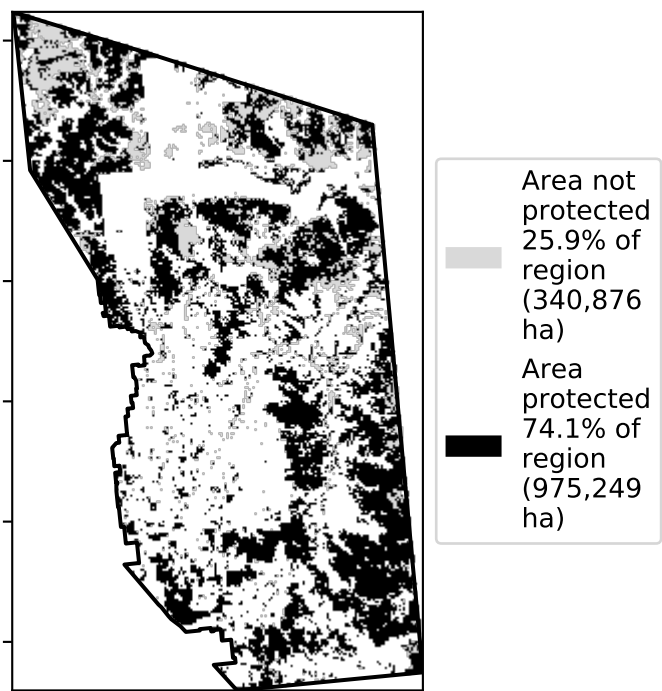 Area not
protected
25.9% of
region
(340,876
ha)
Area
protected
74.1% of
region
(975,249
ha)